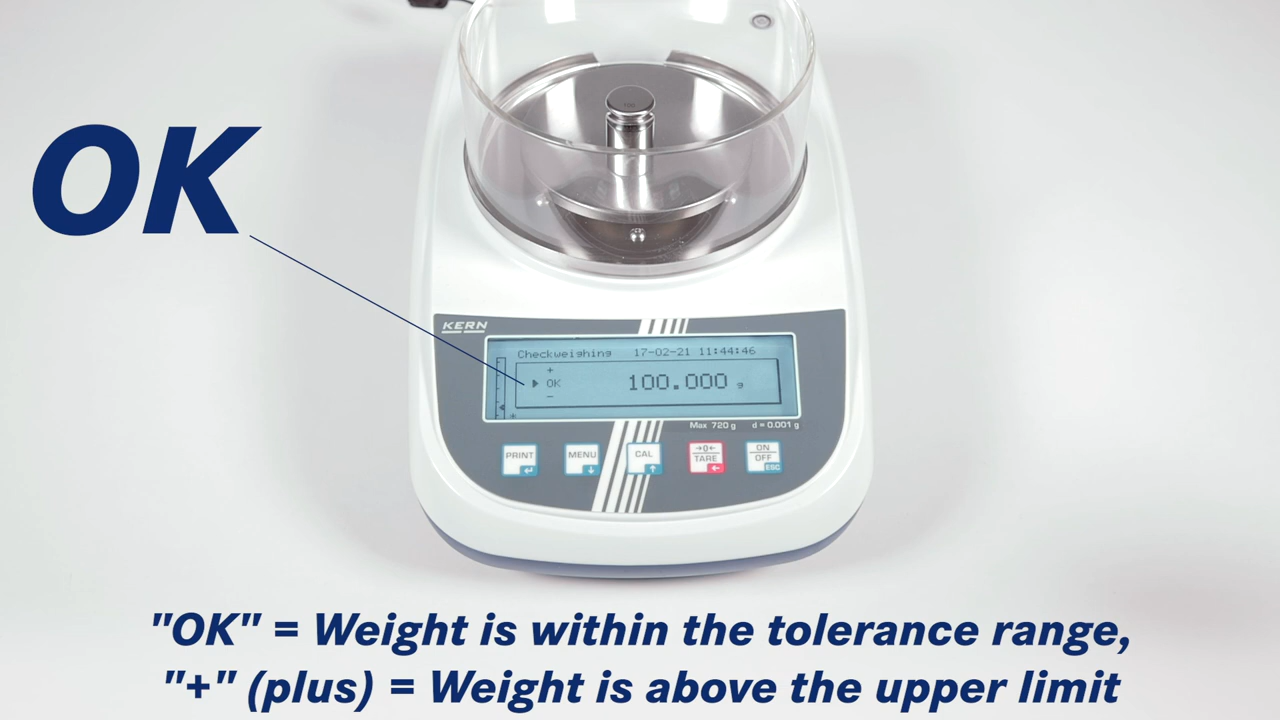 OK
KERN
Checkweighing 17-02-21 11:44:46
+
OK 100.000 g
−
Max 720 g d = 0.001 g
PRINT MENU CAL →0← TARE ON OFF ESC
"OK" = Weight is within the tolerance range,
"+" (plus) = Weight is above the upper limit